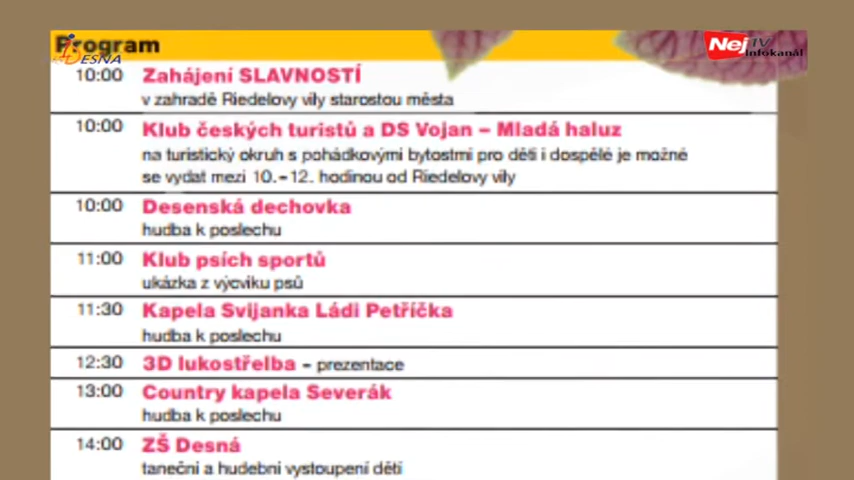 Program
DESNÁ
Nej TV
infokanál
10:00 Zahájení SLAVNOSTÍ
v zahradě Riedelovy vily starostou města
10:00 Klub českých turistů a DS Vojan – Mladá haluz
na turistický okruh s pohádkovými bytostmi pro děti i dospělé je možné
se vydat mezi 10.–12. hodinou od Riedelovy vily
10:00 Desenská dechovka
hudba k poslechu
11:00 Klub psích sportů
ukázka z výcviku psů
11:30 Kapela Svijanka Ládi Petříčka
hudba k poslechu
12:30 3D lukostřelba – prezentace
13:00 Country kapela Severák
hudba k poslechu
14:00 ZŠ Desná
taneční a hudební vystoupení dětí